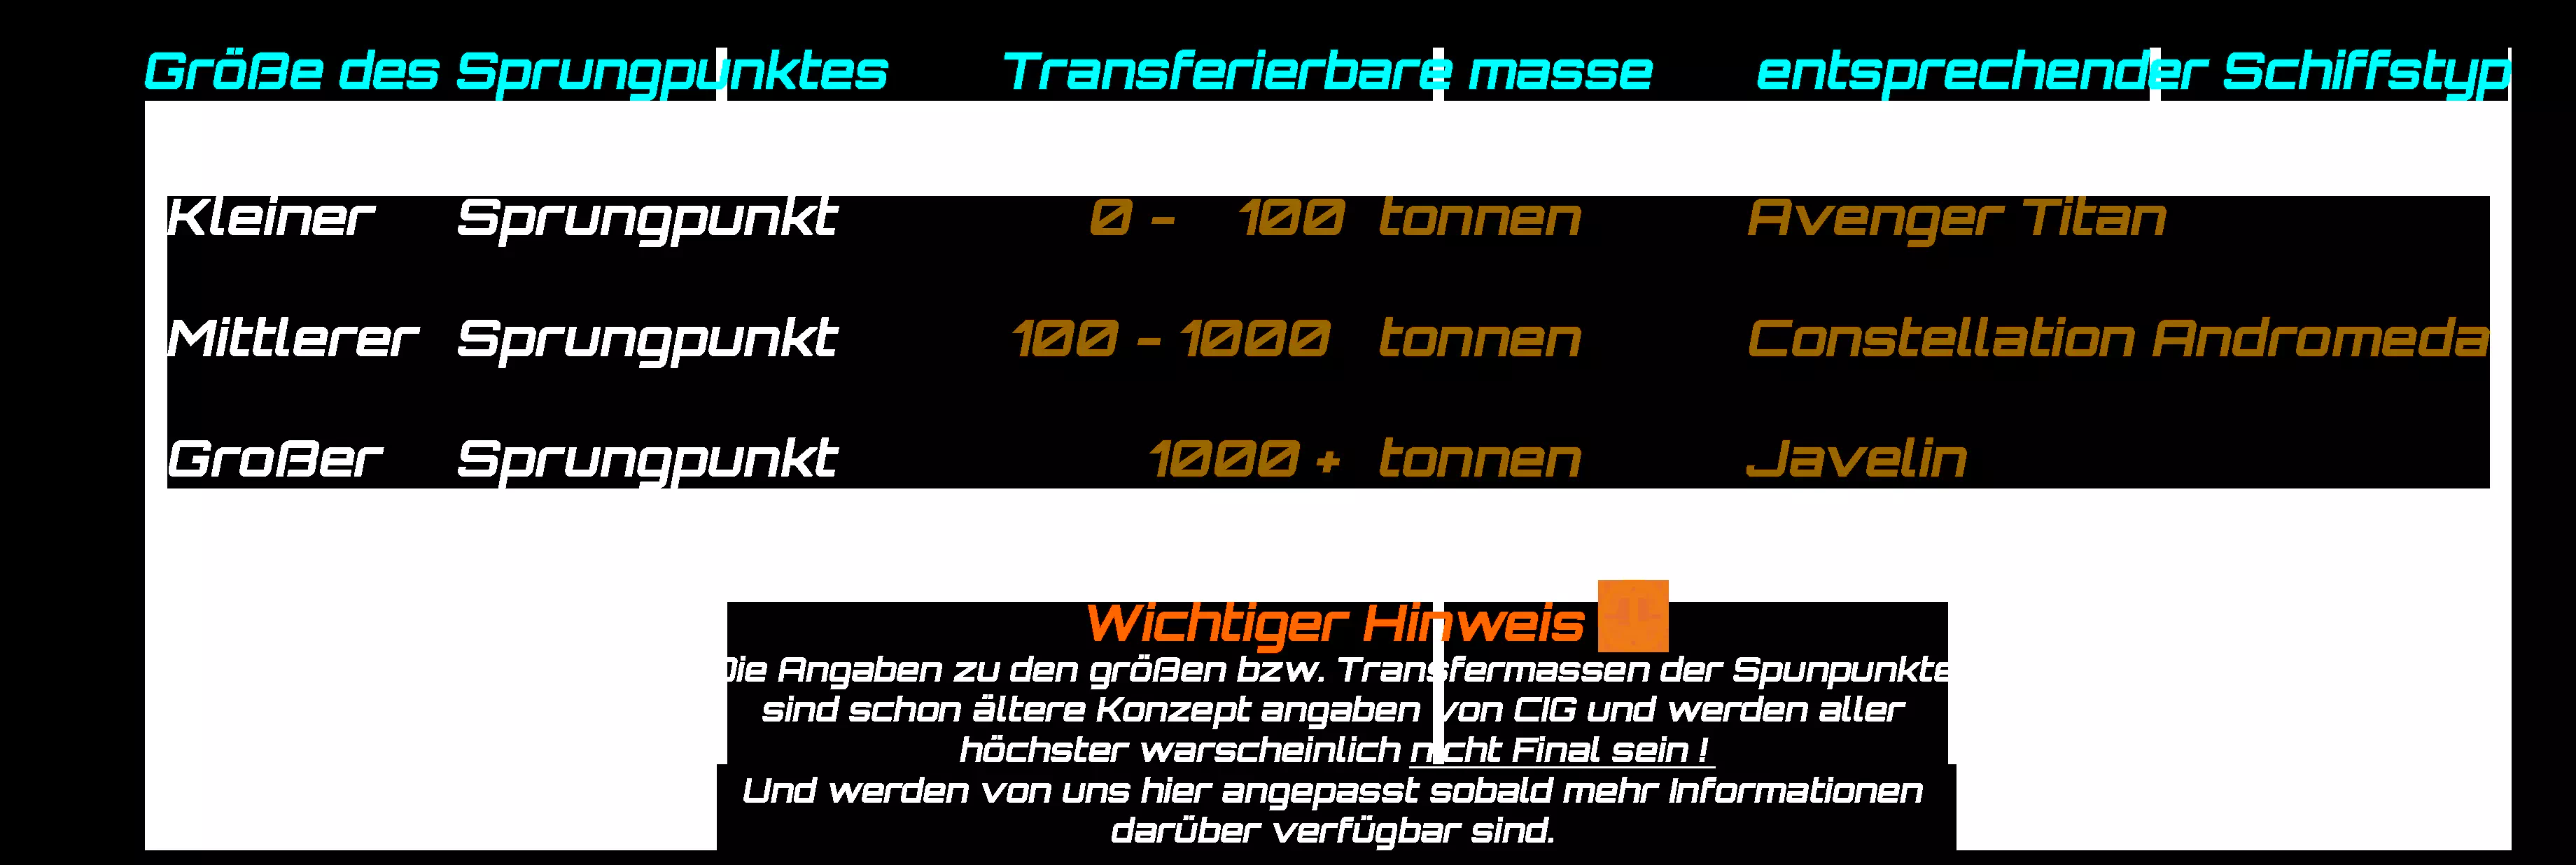 Größe des Sprungpunktes Transferierbare masse entsprechender Schiffstyp
Kleiner Sprungpunkt 0 - 100 tonnen Avenger Titan
Mittlerer Sprungpunkt 100 - 1000 tonnen Constellation Andromeda
Großer Sprungpunkt 1000 + tonnen Javelin
Wichtiger Hinweis
Die Angaben zu den größen bzw. Transfermassen der Spunpunkte
sind schon ältere Konzept angaben von CIG und werden aller
höchster warscheinlich nicht Final sein !
Und werden von uns hier angepasst sobald mehr Informationen
darüber verfügbar sind.